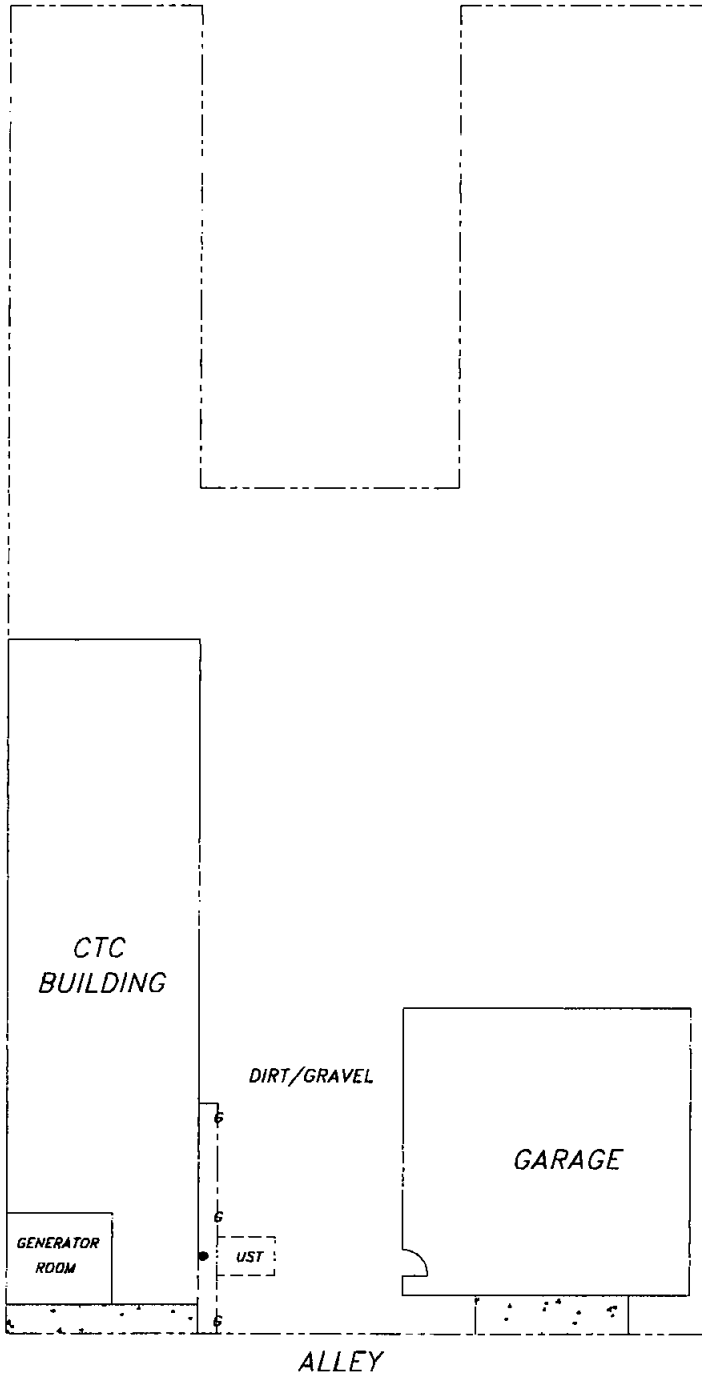 CTC
BUILDING
DIRT/GRAVEL
G
GARAGE
G
GENERATOR
ROOM
UST
G
ALLEY